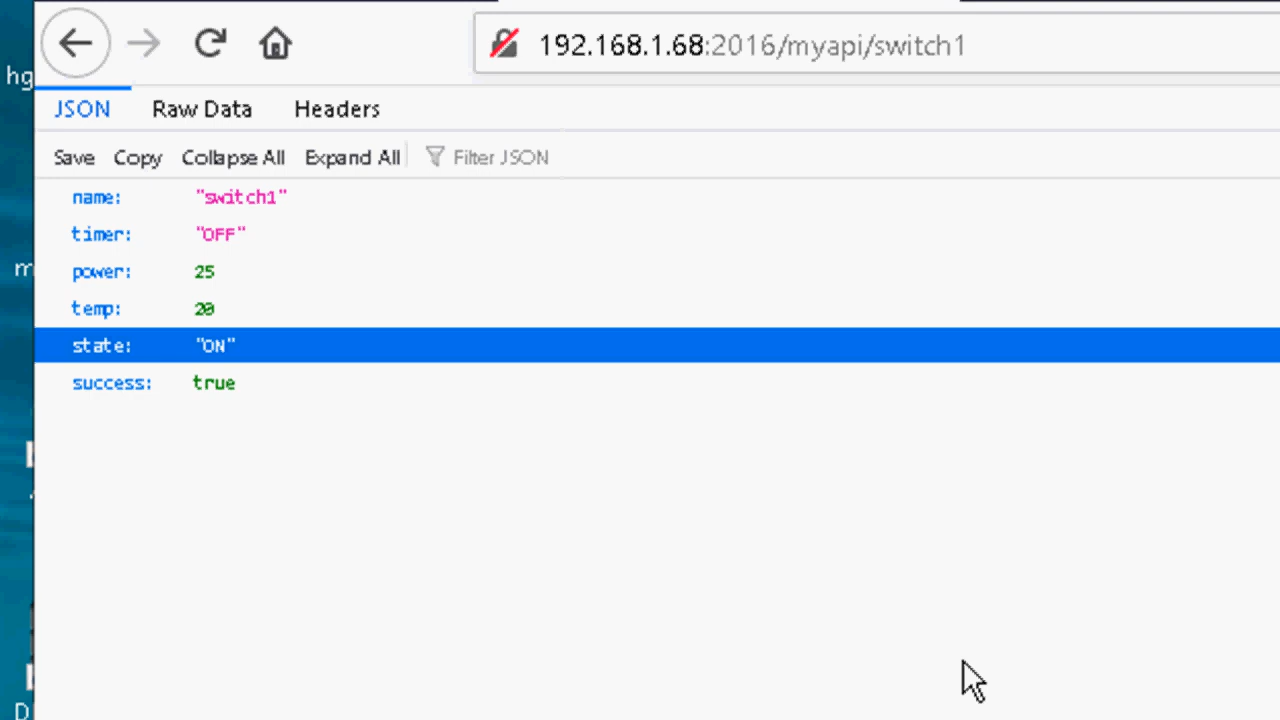 192.168.1.68:2016/myapi/switch1
hg
JSON Raw Data Headers
Save Copy Collapse All Expand All Filter JSON
name: "switch1"
timer: "OFF"
power: 25
m
temp: 20
state: "ON"
success: true
D